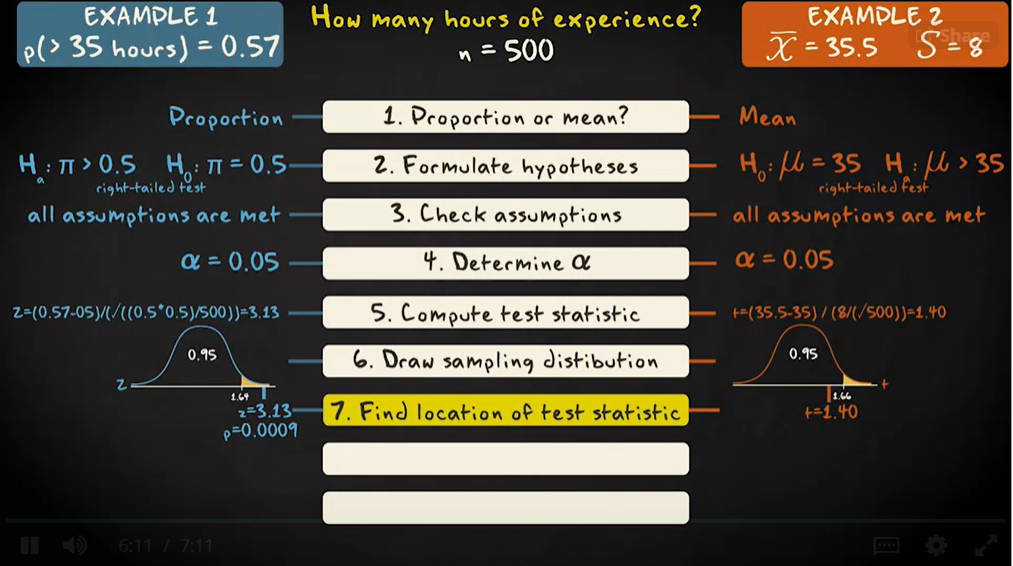 EXAMPLE 1
p(> 35 hours) = 0.57
How many hours of experience?
n = 500
EXAMPLE 2
Share
x̄ = 35.5 S = 8
Proportion
1. Proportion or mean?
Mean
Hₐ: π > 0.5 H₀: π = 0.5
right-tailed test
2. Formulate hypotheses
H₀: μ = 35 Hₐ: μ > 35
right-tailed test
all assumptions are met
3. Check assumptions
all assumptions are met
α = 0.05
4. Determine α
α = 0.05
z=(0.57-05)/(√((0.5*0.5)/500))=3.13
5. Compute test statistic
t=(35.5-35) / (8/(√500))=1.40
0.95
z
1.64
6. Draw sampling distibution
0.95
t
1.66
z=3.13
p=0.0009
7. Find location of test statistic
t=1.40
6:11 / 7:11